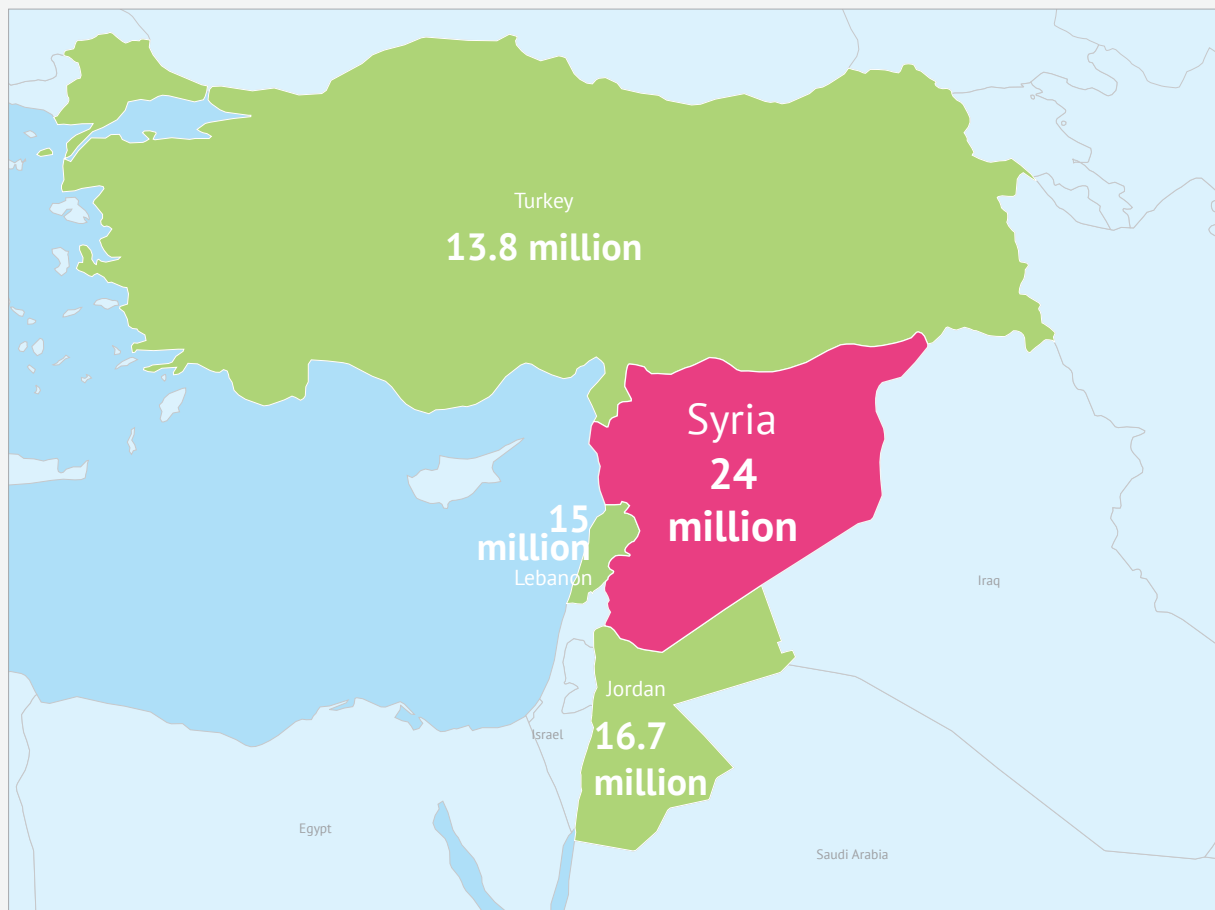 Turkey
13.8 million
Syria
24
million
15
million
Lebanon
Iraq
Jordan
16.7
million
Israel
Egypt
Saudi Arabia